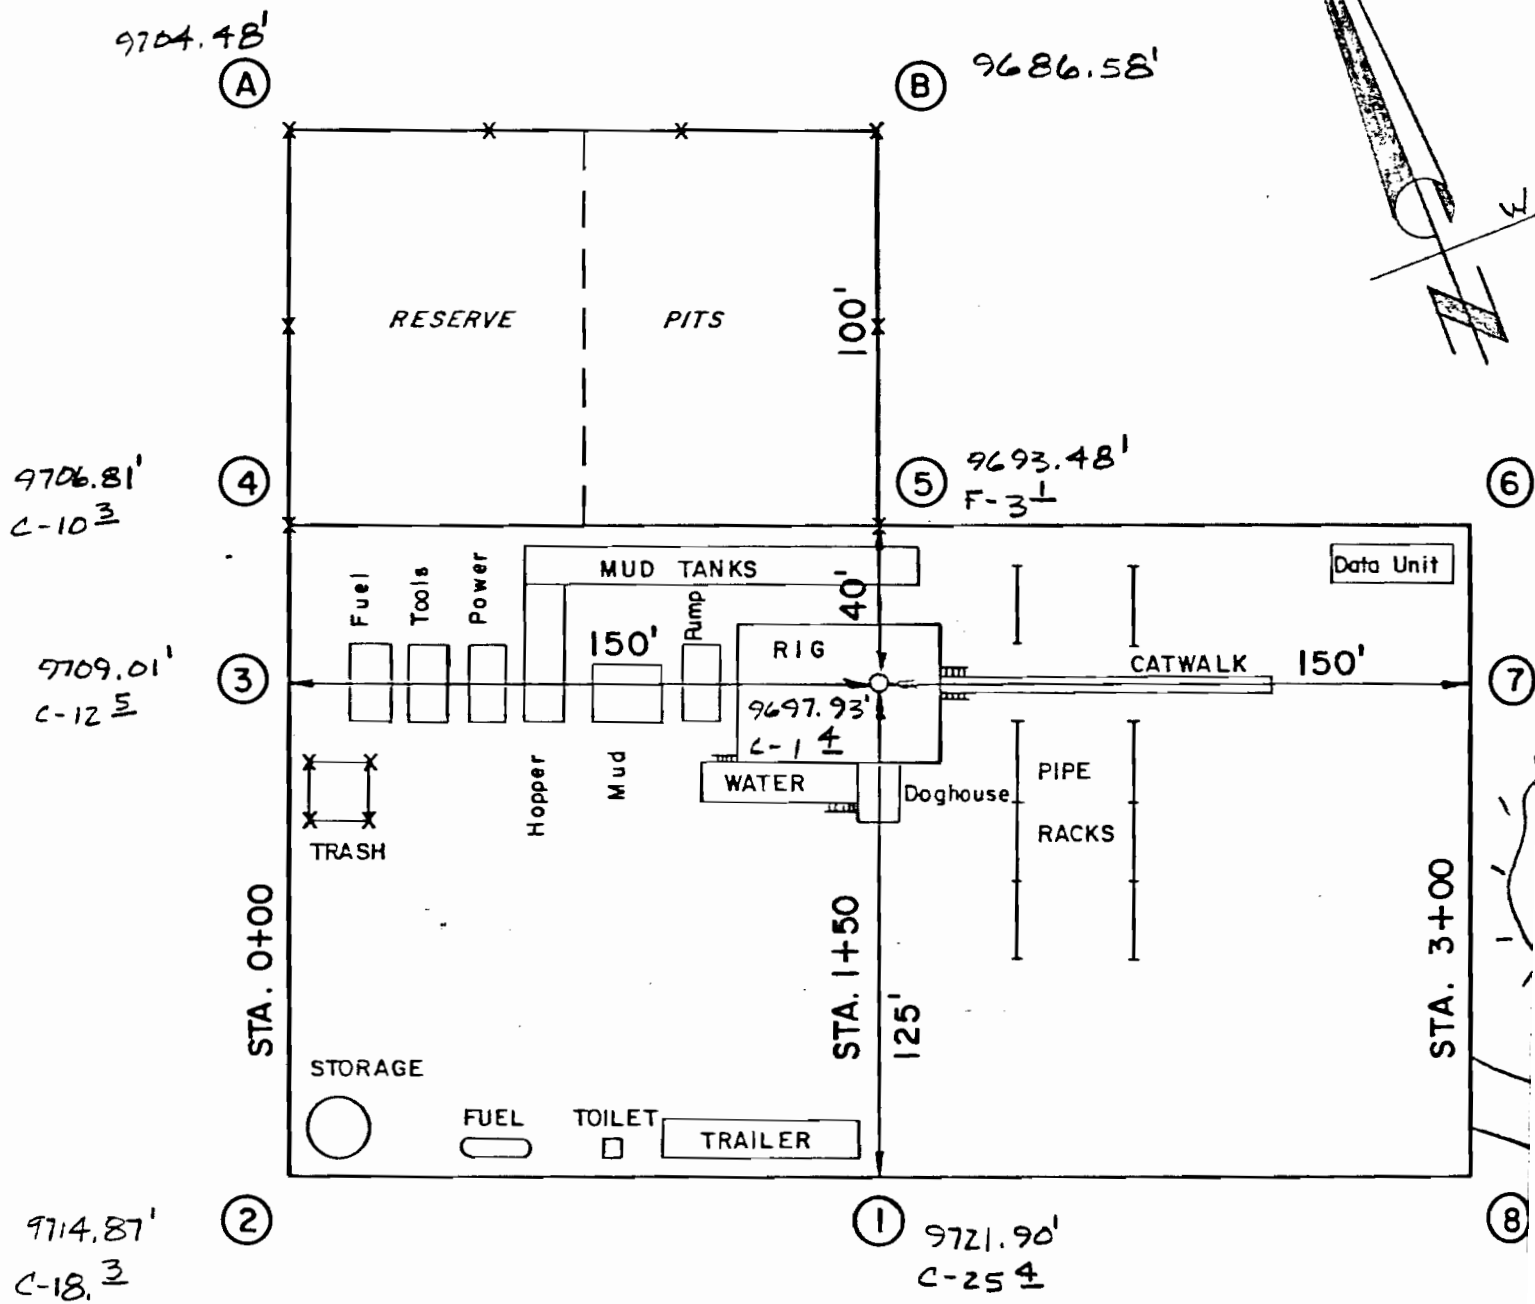 9704.48'
A
B
9686.58'
RESERVE PITS
100'
9706.81'
C-10 3
4
5
9693.48'
F-3 1
6
Fuel
Tools
Power
MUD TANKS
Pump
40'
Data Unit
150'
RIG
CATWALK
150'
9709.01'
C-12 5
3
7
9697.93'
C-1 4
Hopper
Mud
WATER
Doghouse
PIPE
RACKS
TRASH
STA. 0+00
STA. 1+50
125'
STA. 3+00
STORAGE
FUEL
TOILET
TRAILER
9714.87'
C-18. 3
2
1
9721.90'
C-25 4
8